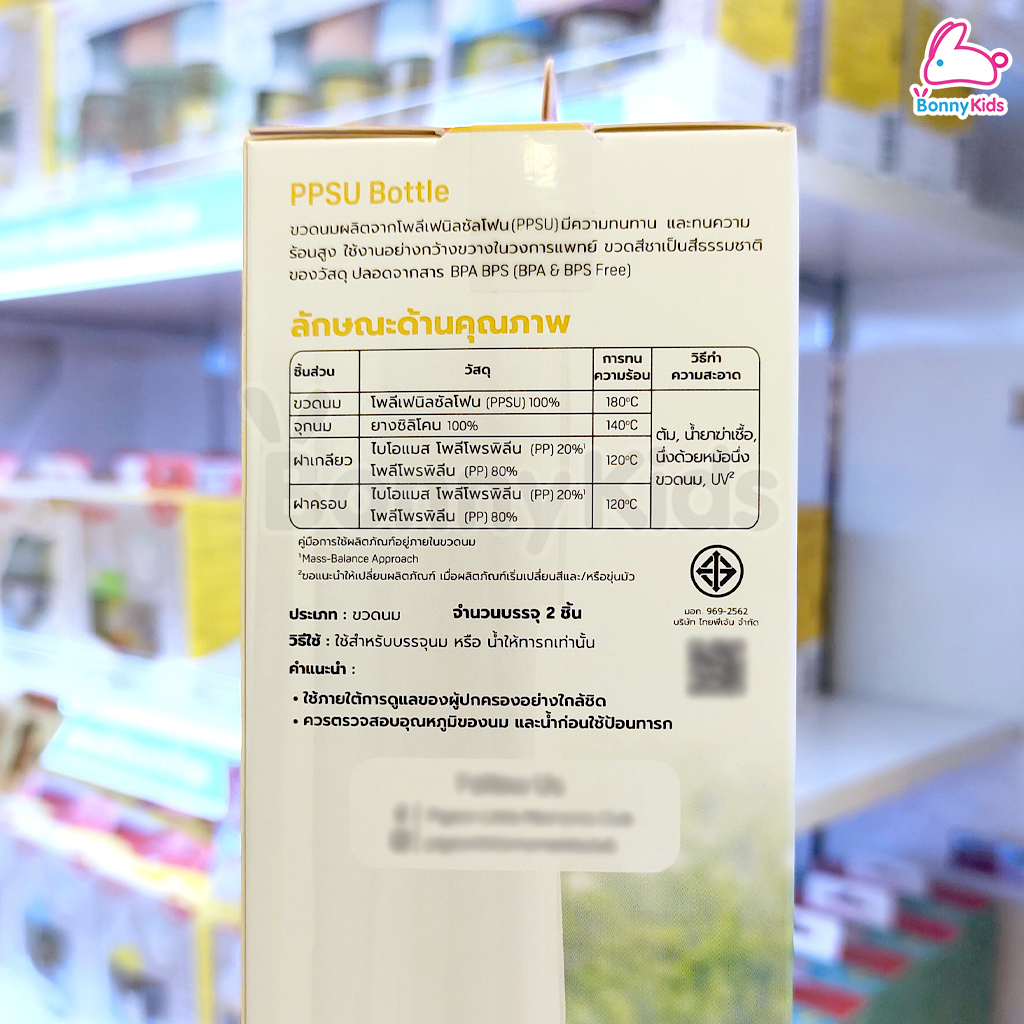 BonnyKids
PPSU Bottle
ขวดนมผลิตจากโพลีเฟนิลซัลโฟน(PPSU)มีความทนทาน และทนความ
ร้อนสูง ใช้งานอย่างกว้างขวางในวงการแพทย์ ขวดสีชาเป็นสีธรรมชาติ
ของวัสดุ ปลอดจากสาร BPA BPS (BPA & BPS Free)
ลักษณะด้านคุณภาพ
ชิ้นส่วน วัสดุ การทนความร้อน วิธีทำความสะอาด
ขวดนม โพลีเฟนิลซัลโฟน (PPSU) 100% 180°C
จุกนม ยางซิลิโคน 100% 140°C
ฝาเกลียว ไบโอแมส โพลีโพรพิลีน (PP) 20%¹
โพลีโพรพิลีน (PP) 80% 120°C
ฝาครอบ ไบโอแมส โพลีโพรพิลีน (PP) 20%¹
โพลีโพรพิลีน (PP) 80% 120°C
ต้ม, น้ำยาฆ่าเชื้อ,
นึ่งด้วยหม้อนึ่ง
ขวดนม, UV²
BonnyKids
คู่มือการใช้ผลิตภัณฑ์อยู่ภายในขวดนม
¹Mass-Balance Approach
²ขอแนะนำให้เปลี่ยนผลิตภัณฑ์ เมื่อผลิตภัณฑ์เริ่มเปลี่ยนสีและ/หรือขุ่นมัว
มอก. 969-2562
บริษัท ไทยพีเจ้น จำกัด
ประเภท : ขวดนม จำนวนบรรจุ 2 ชิ้น
วิธีใช้ : ใช้สำหรับบรรจุนม หรือ น้ำให้ทารกเท่านั้น
คำแนะนำ :
• ใช้ภายใต้การดูแลของผู้ปกครองอย่างใกล้ชิด
• ควรตรวจสอบอุณหภูมิของนม และน้ำก่อนใช้ป้อนทารก
Follow Us